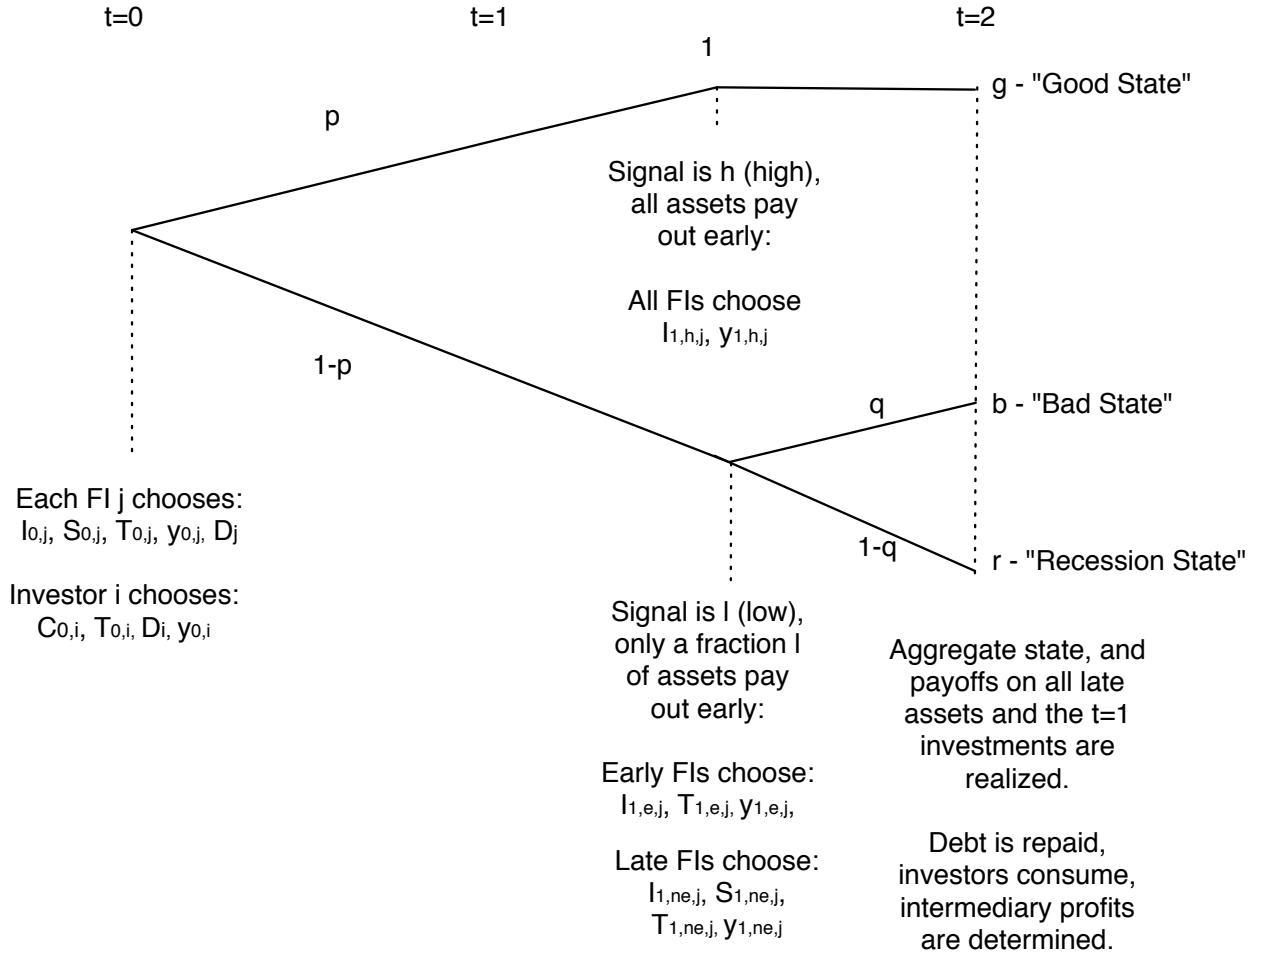 t=0
t=1
t=2
1
g - "Good State"
p
Signal is h (high),
all assets pay
out early:
All FIs choose
I1,h,j, y1,h,j
1-p
q
b - "Bad State"
1-q
r - "Recession State"
Each FI j chooses:
I0,j, S0,j, T0,j, y0,j, Dj
Investor i chooses:
C0,i, T0,i, Di, y0,i
Signal is l (low),
only a fraction l
of assets pay
out early:
Early FIs choose:
I1,e,j, T1,e,j, y1,e,j,
Late FIs choose:
I1,ne,j, S1,ne,j,
T1,ne,j, y1,ne,j
Aggregate state, and
payoffs on all late
assets and the t=1
investments are
realized.
Debt is repaid,
investors consume,
intermediary profits
are determined.